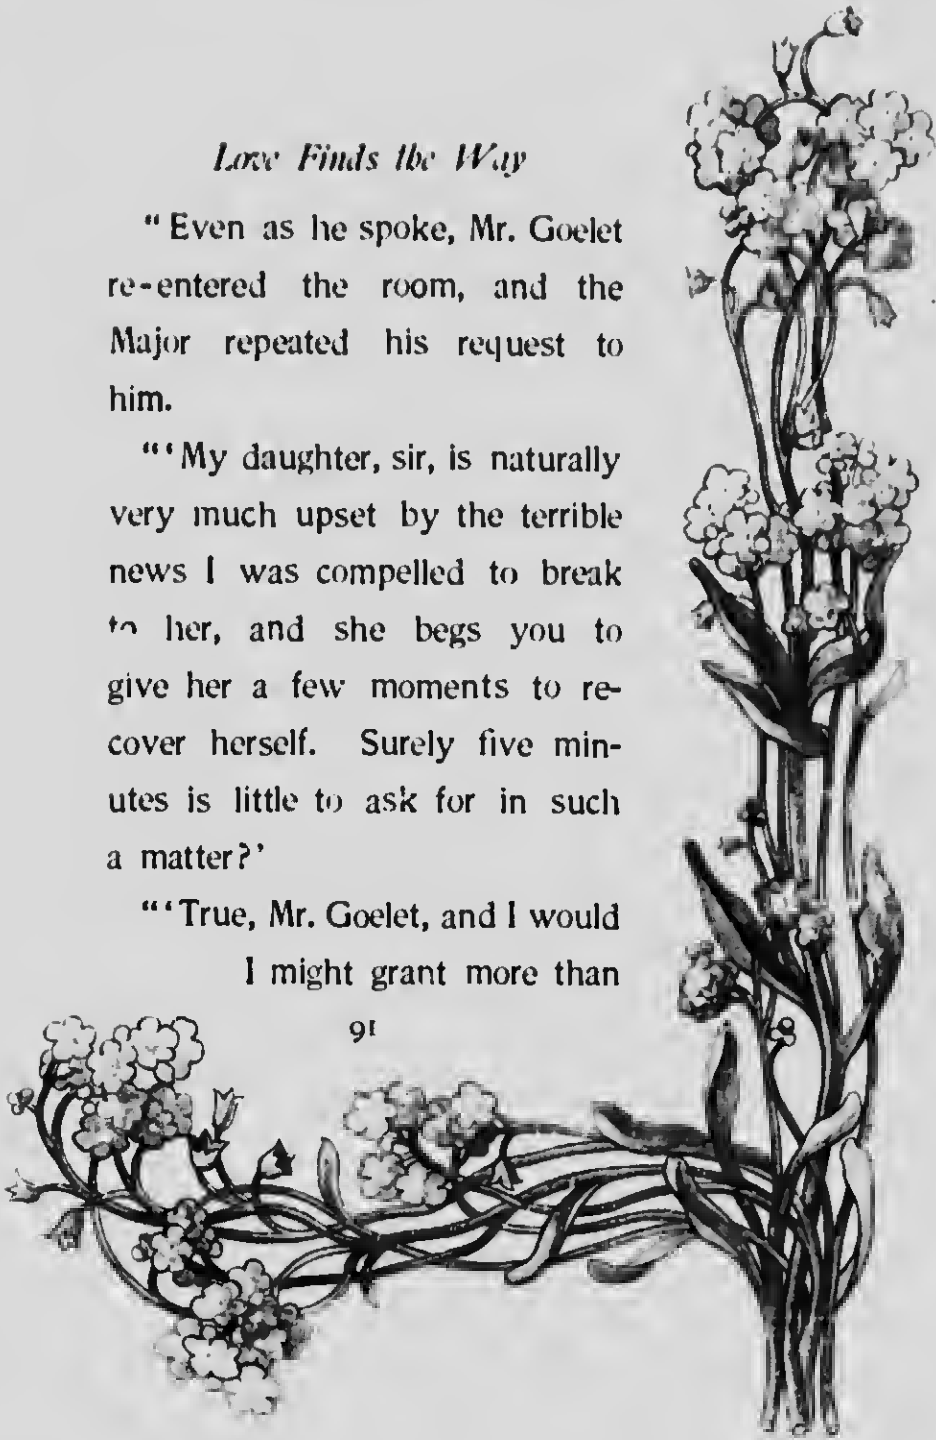 Love Finds the Way
"Even as he spoke, Mr. Goelet
re-entered the room, and the
Major repeated his request to
him.
"'My daughter, sir, is naturally
very much upset by the terrible
news I was compelled to break
to her, and she begs you to
give her a few moments to re-
cover herself. Surely five min-
utes is little to ask for in such
a matter?'
"'True, Mr. Goelet, and I would
I might grant more than
91